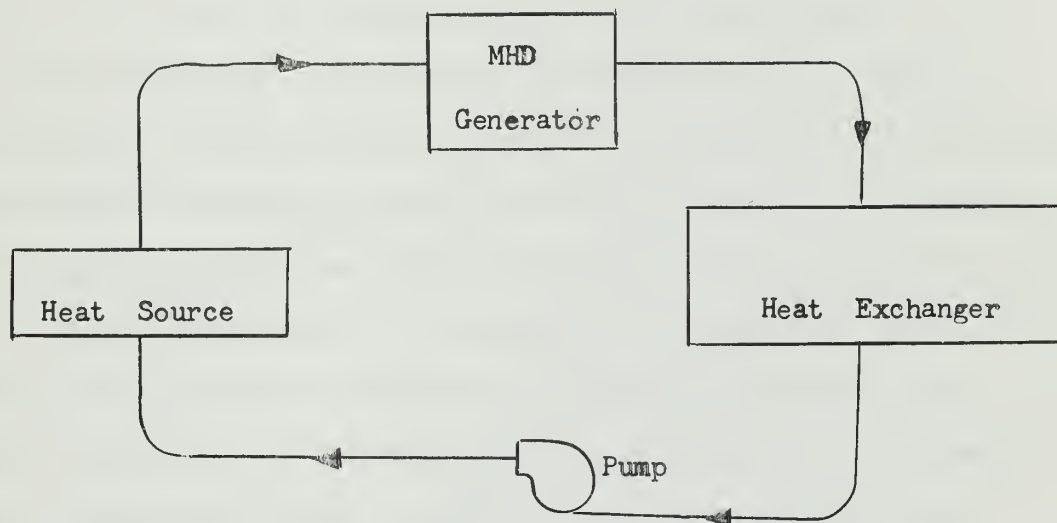 MHD
Generator
Heat Source
Heat Exchanger
Pump